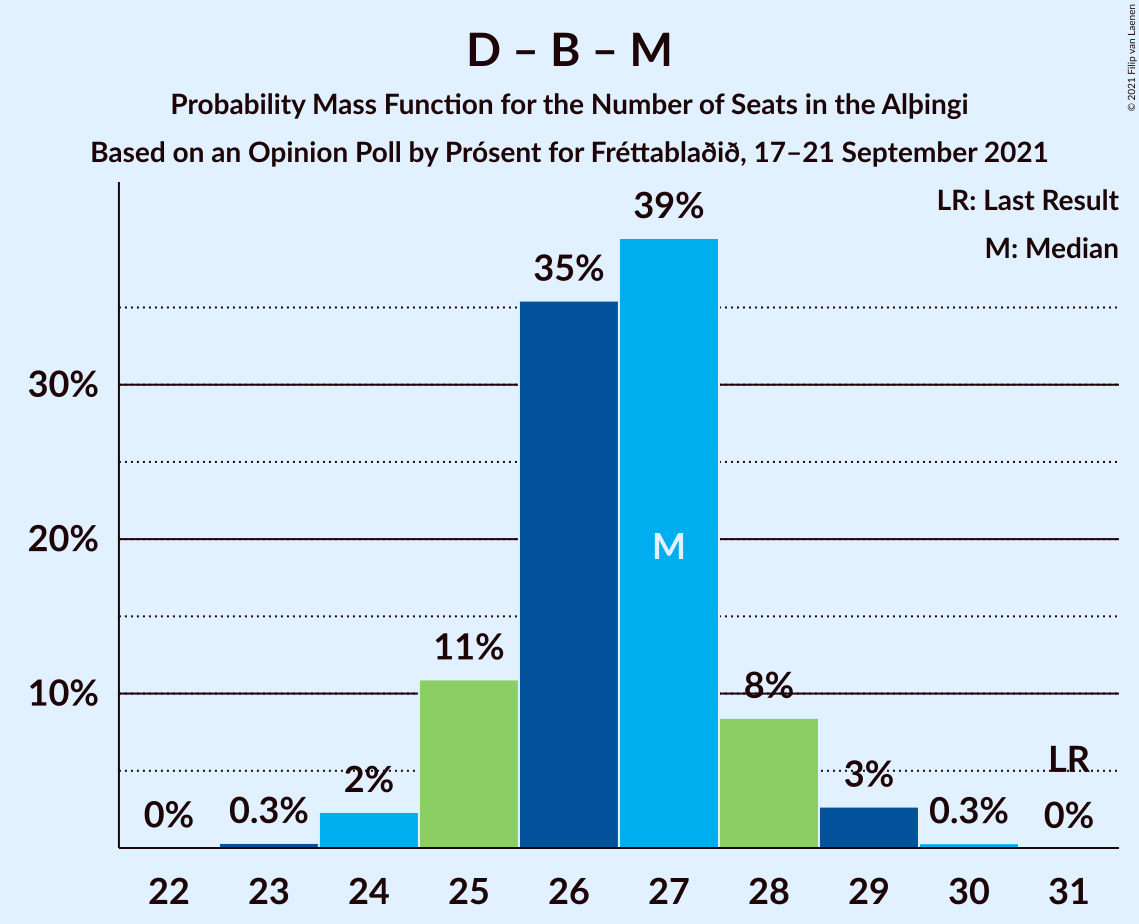 D – B – M
Probability Mass Function for the Number of Seats in the Alþingi
Based on an Opinion Poll by Prósent for Fréttablaðið, 17–21 September 2021
© 2021 Filip van Laenen
LR: Last Result
M: Median
39%
35%
30%
20%
M
11%
10%
8%
LR
2%
3%
0%
0.3%
0.3%
0%
22 23 24 25 26 27 28 29 30 31